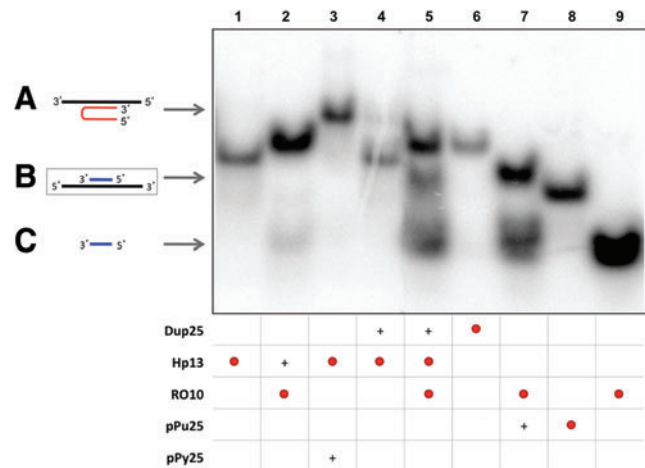 1 2 3 4 5 6 7 8 9
A 3' 5'
3'
5'
B 3' 5'
5' 3'
C 3' 5'
Dup25 + +
Hp13 +
RO10
pPu25 +
pPy25 +